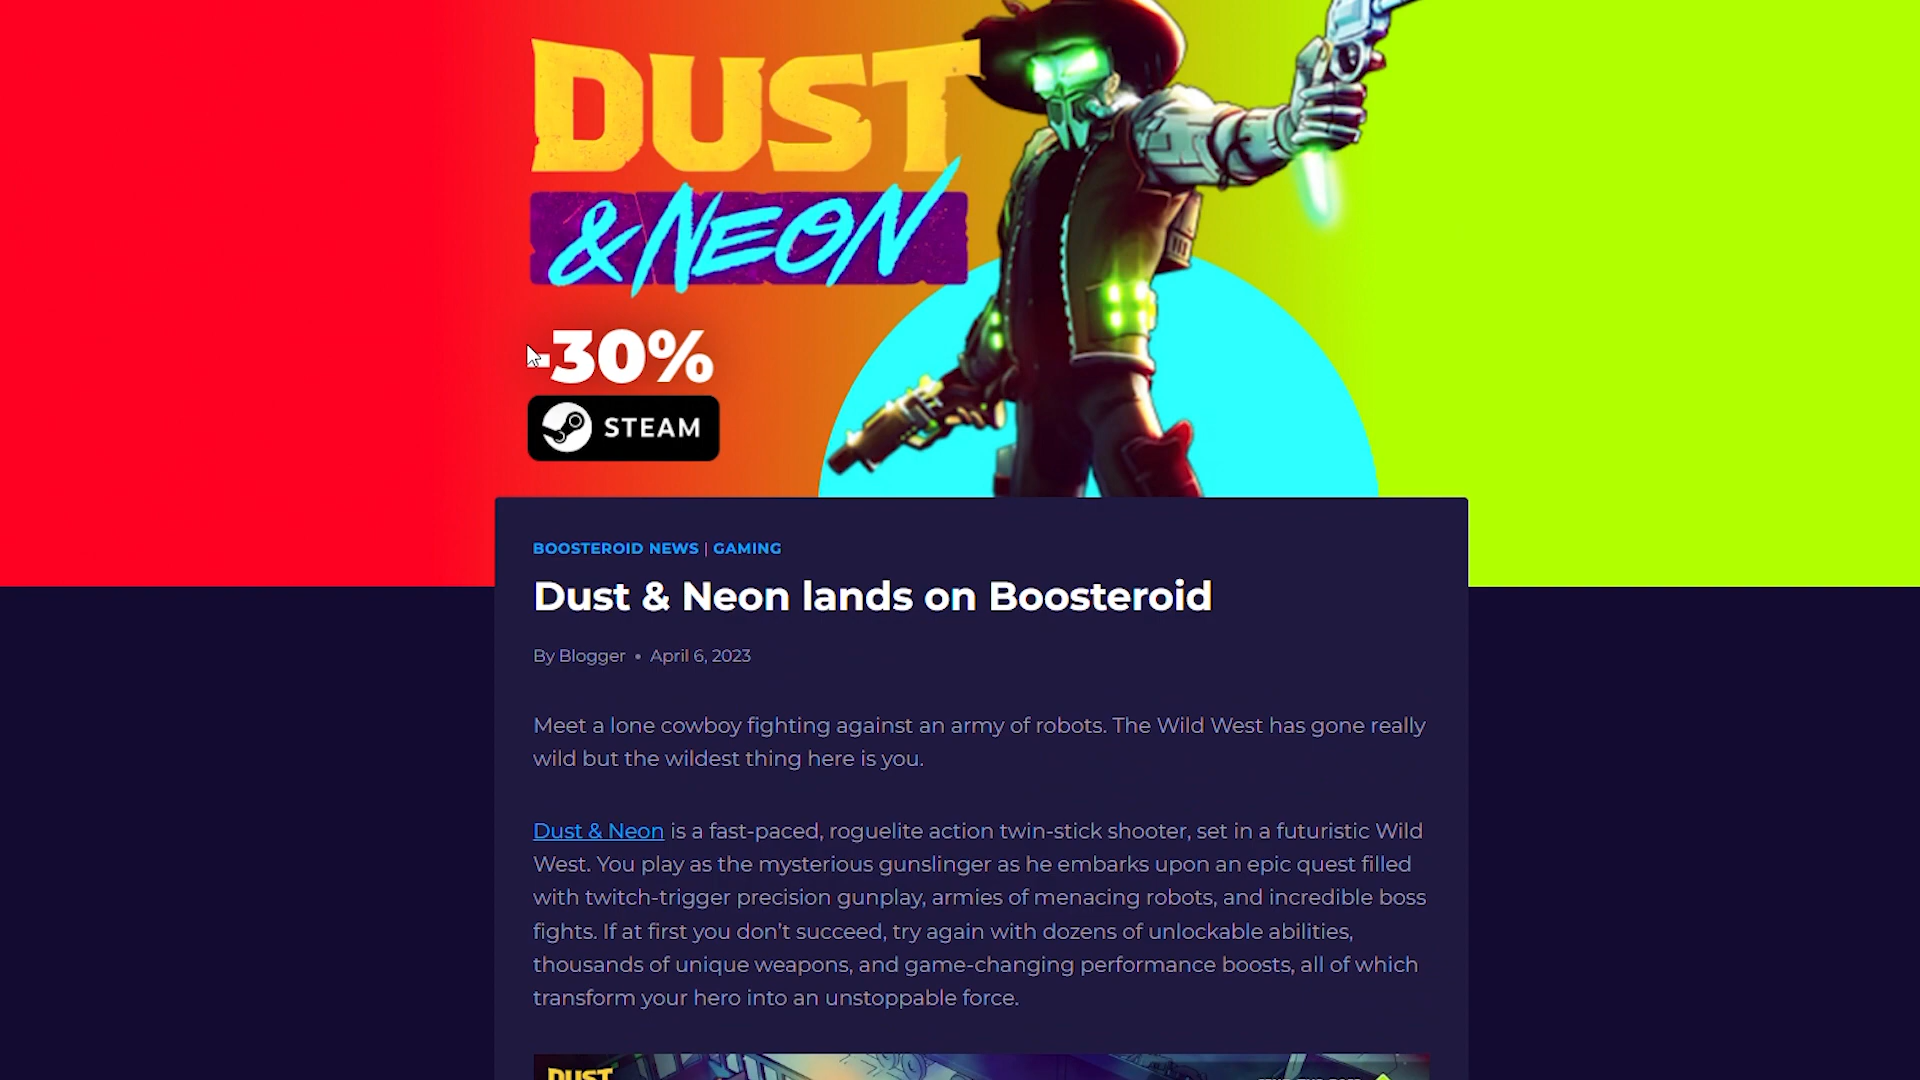 DUST
& NEON
-30%
STEAM
BOOSTEROID NEWS | GAMING
Dust & Neon lands on Boosteroid
By Blogger • April 6, 2023
Meet a lone cowboy fighting against an army of robots. The Wild West has gone really
wild but the wildest thing here is you.
Dust & Neon is a fast-paced, roguelite action twin-stick shooter, set in a futuristic Wild
West. You play as the mysterious gunslinger as he embarks upon an epic quest filled
with twitch-trigger precision gunplay, armies of menacing robots, and incredible boss
fights. If at first you don't succeed, try again with dozens of unlockable abilities,
thousands of unique weapons, and game-changing performance boosts, all of which
transform your hero into an unstoppable force.
DUST